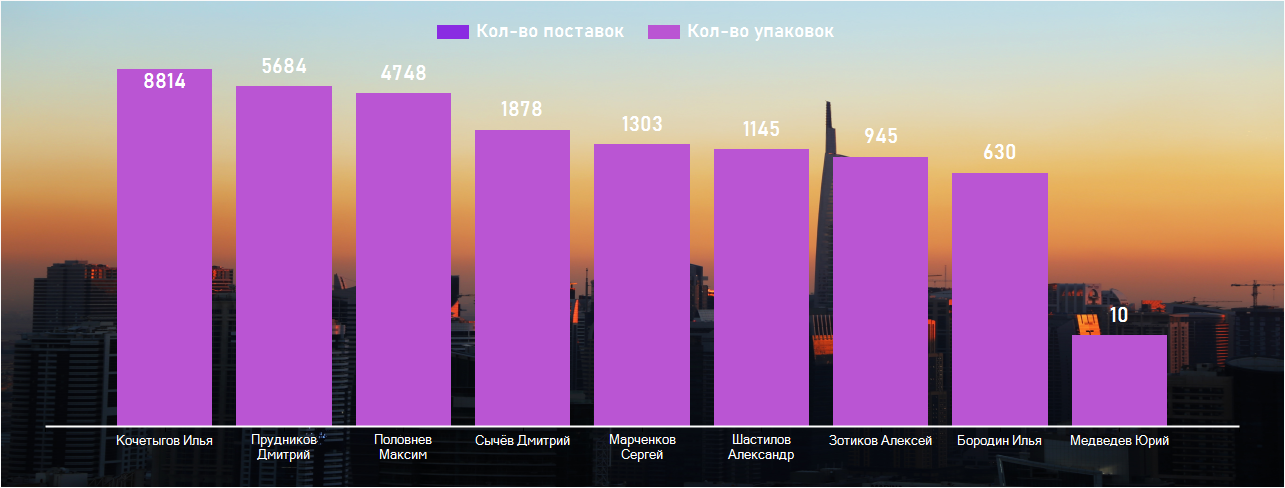 Кол-во поставок Кол-во упаковок
8814
5684
4748
1878
1303
1145
945
630
10
Кочетыгов Илья
Прудников
Дмитрий
Половнев
Максим
Сычёв Дмитрий
Марченков
Сергей
Шастилов
Александр
Зотиков Алексей
Бородин Илья
Медведев Юрий